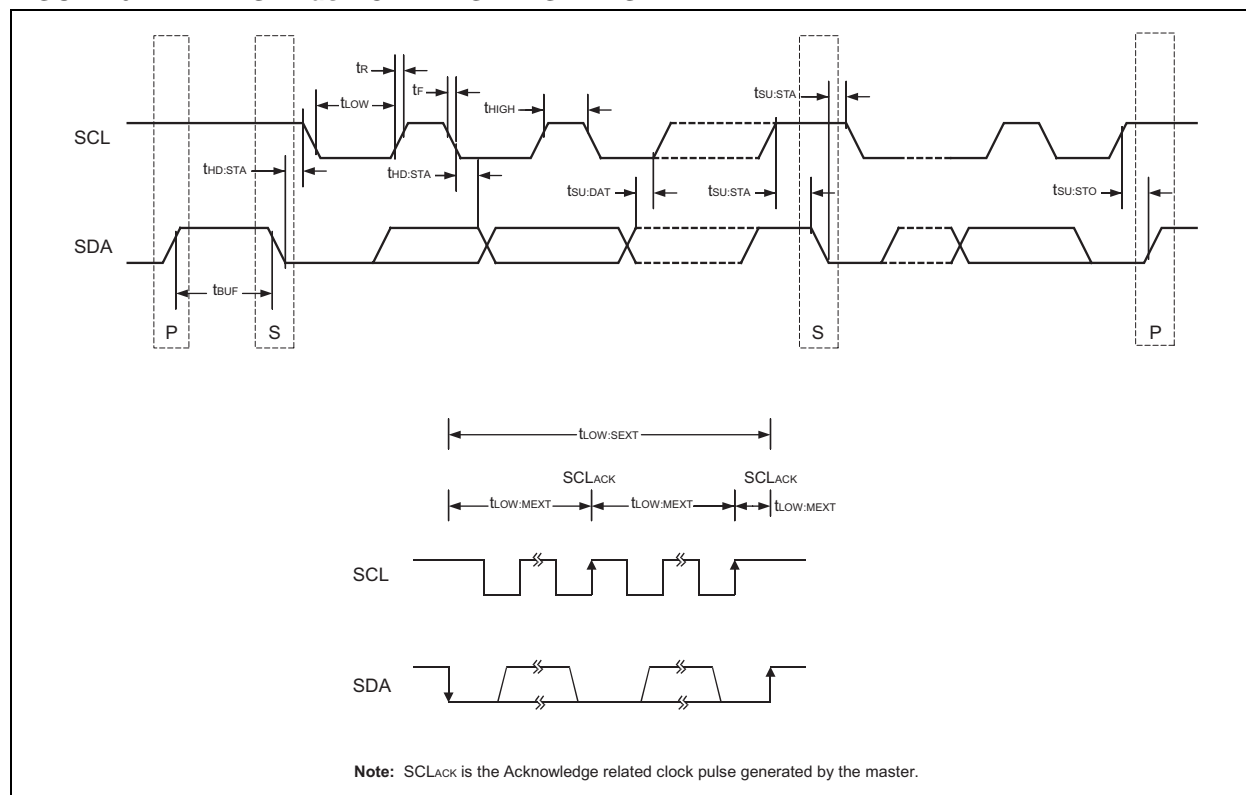 tR
tF
tLOW
tHIGH
tSU:STA
SCL
tHD:STA
tHD:STA
tSU:DAT
tSU:STA
tSU:STO
SDA
tBUF
P
S
S
P
tLOW:SEXT
SCLACK
SCLACK
tLOW:MEXT
tLOW:MEXT
tLOW:MEXT
SCL
SDA
Note: SCLACK is the Acknowledge related clock pulse generated by the master.